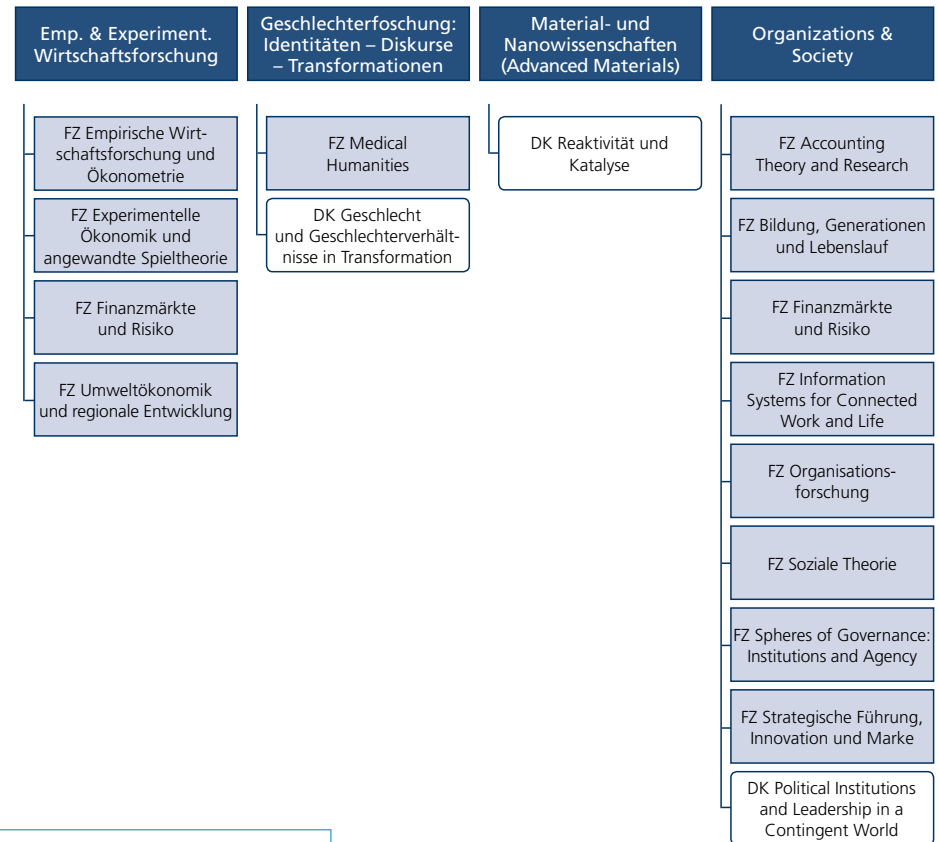 Emp. & Experiment.
Wirtschaftsforschung
FZ Empirische Wirt-
schaftsforschung und
Ökonometrie
FZ Experimentelle
Ökonomik und
angewandte Spieltheorie
FZ Finanzmärkte
und Risiko
FZ Umweltökonomik
und regionale Entwicklung
Geschlechterfoschung:
Identitäten – Diskurse
– Transformationen
FZ Medical
Humanities
DK Geschlecht
und Geschlechterverhält-
nisse in Transformation
Material- und
Nanowissenschaften
(Advanced Materials)
DK Reaktivität und
Katalyse
Organizations &
Society
FZ Accounting
Theory and Research
FZ Bildung, Generationen
und Lebenslauf
FZ Finanzmärkte
und Risiko
FZ Information
Systems for Connected
Work and Life
FZ Organisations-
forschung
FZ Soziale Theorie
FZ Spheres of Governance:
Institutions and Agency
FZ Strategische Führung,
Innovation und Marke
DK Political Institutions
and Leadership in a
Contingent World